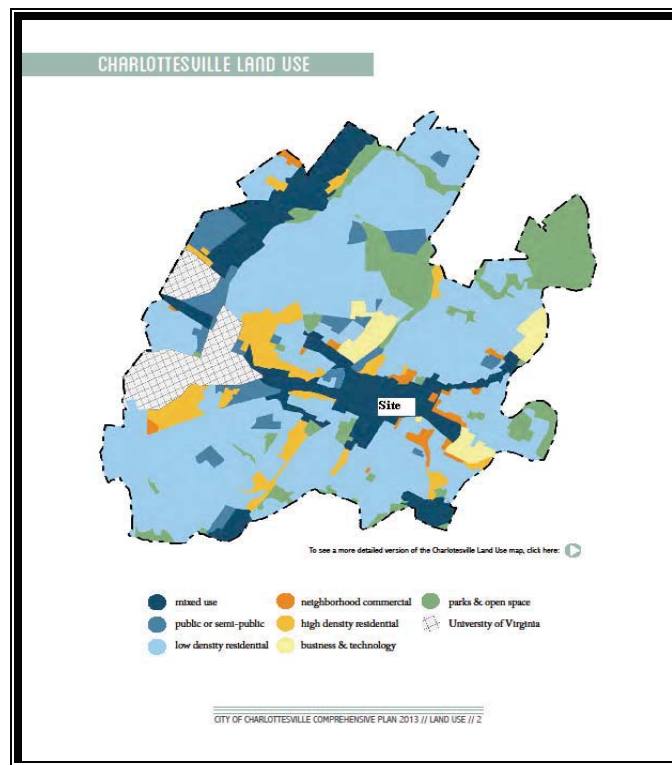 CHARLOTTESVILLE LAND USE
Site
To see a more detailed version of the Charlottesville Land Use map, click here:
mixed use
neighborhood commercial
parks & open space
public or semi-public
high density residential
University of Virginia
low density residential
business & technology
CITY OF CHARLOTTESVILLE COMPREHENSIVE PLAN 2013 // LAND USE // 2